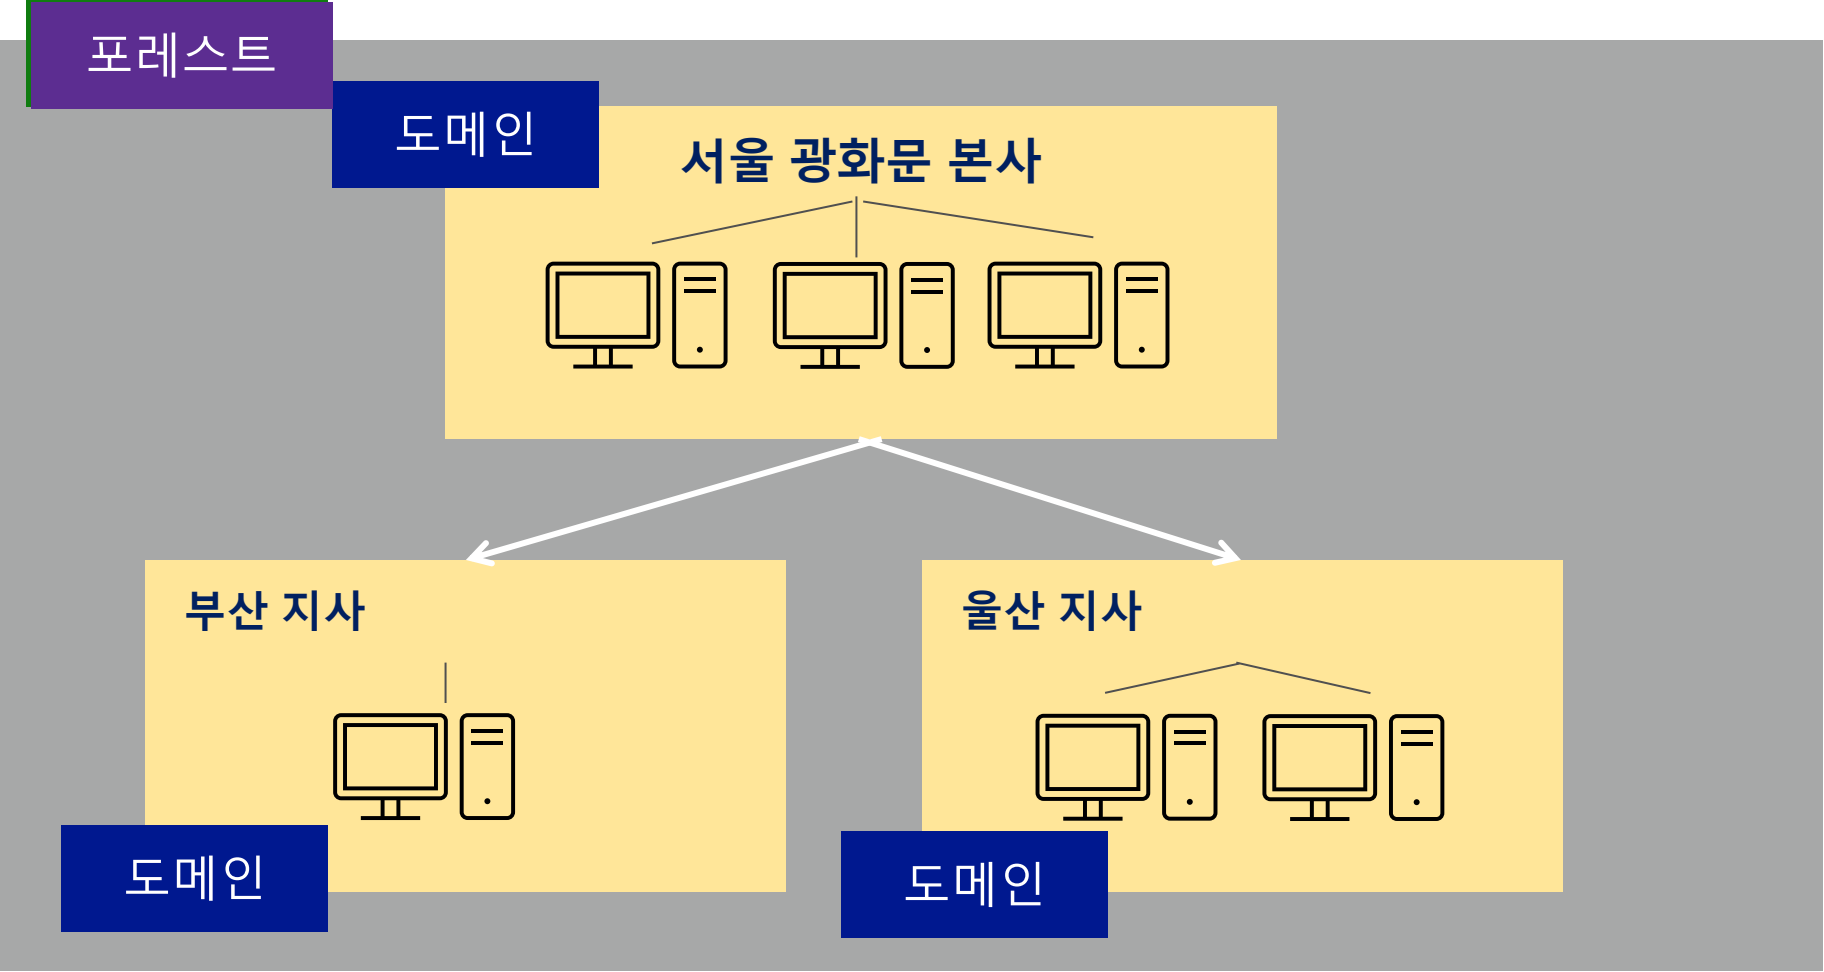 포레스트
도메인
서울 광화문 본사
부산 지사
울산 지사
도메인
도메인